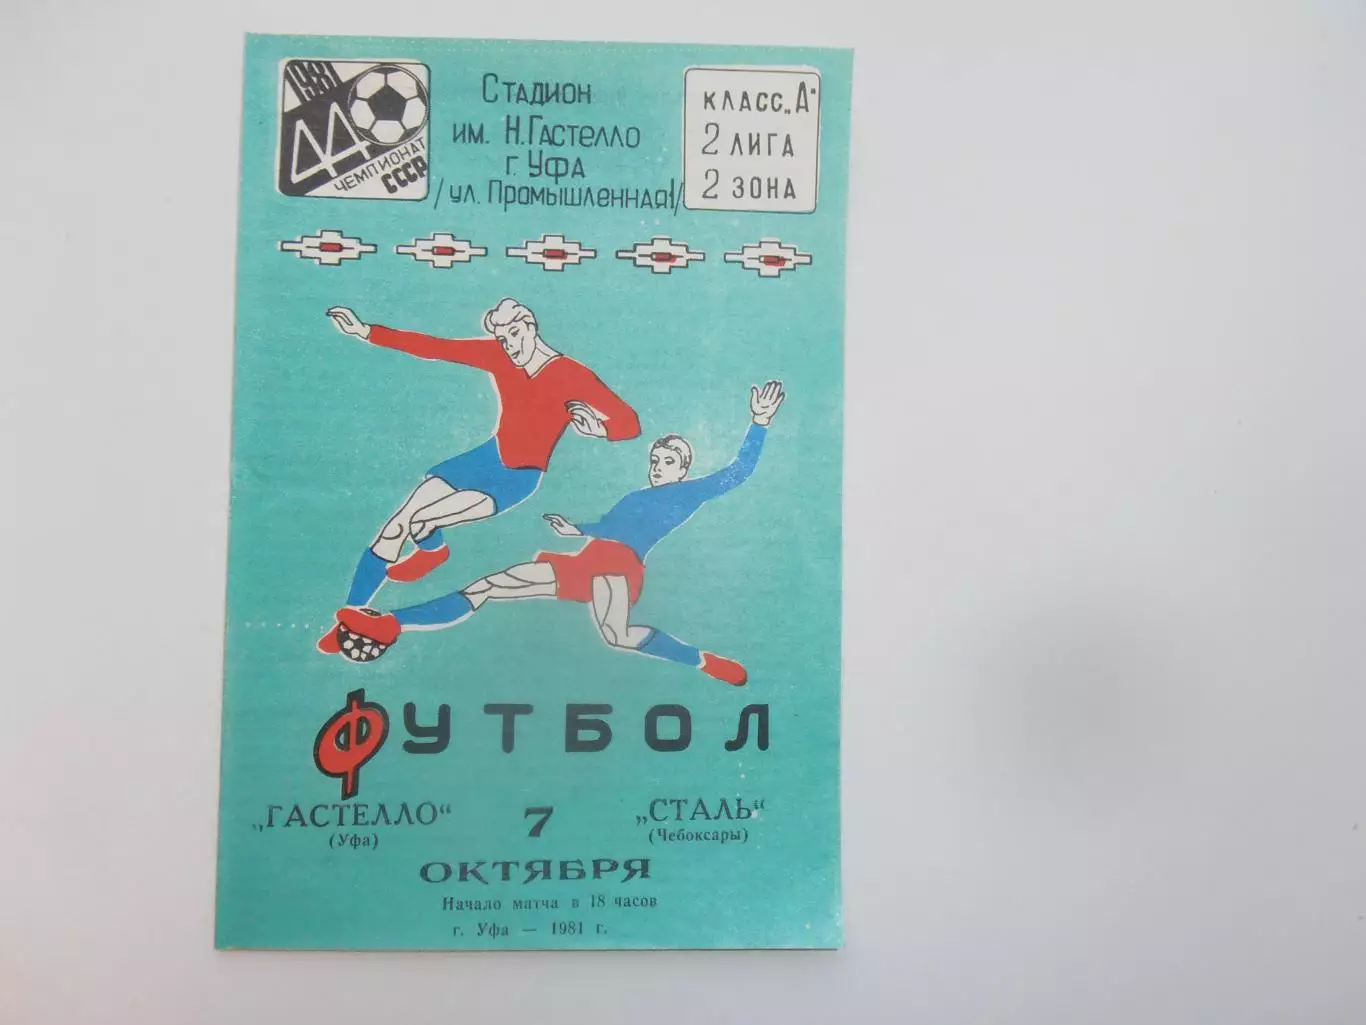 1981
44
ЧЕМПИОНАТ
СССР
Стадион
им. Н.Гастелло
г. Уфа
/ул. Промышленная1/
КЛАСС „А"
2 ЛИГА
2 ЗОНА
ФУТБОЛ
„ГАСТЕЛЛО“
(Уфа)
7
„СТАЛЬ“
(Чебоксары)
ОКТЯБРЯ
Начало матча в 18 часов
г. Уфа — 1981 г.